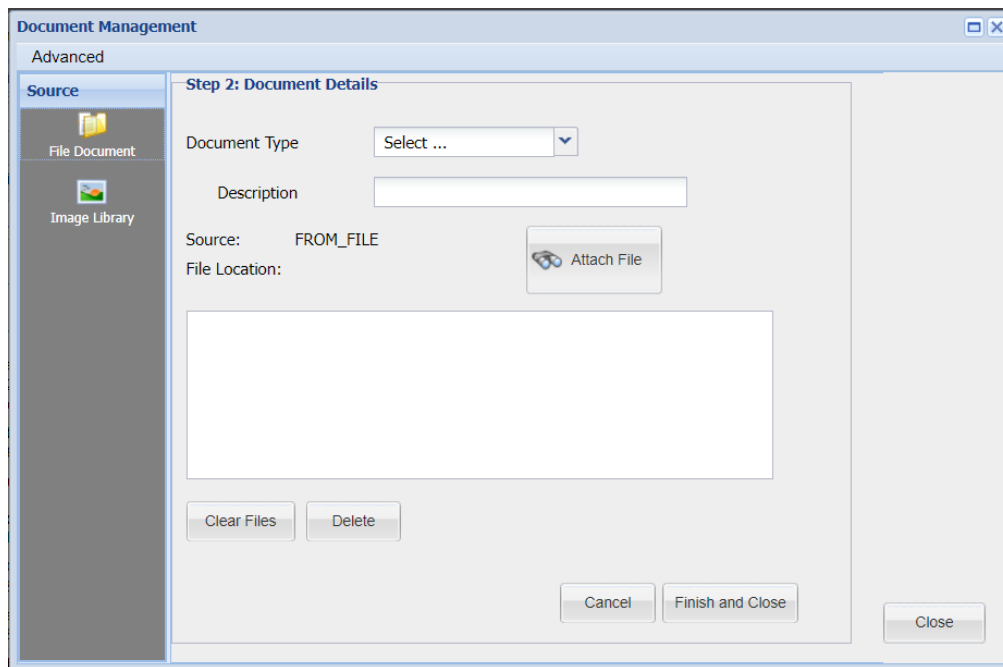 Document Management
Advanced
Source
File Document
Image Library
Step 2: Document Details
Document Type
Select ...
Description
Source: FROM_FILE
File Location:
Attach File
Clear Files
Delete
Cancel
Finish and Close
Close